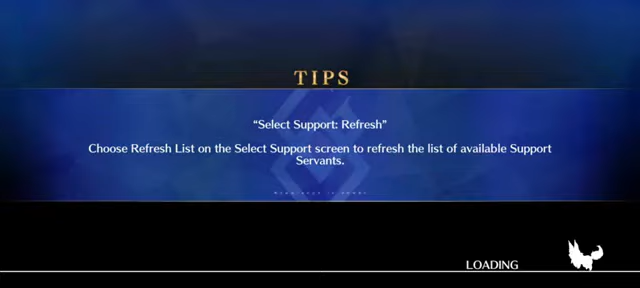 TIPS
“Select Support: Refresh”
Choose Refresh List on the Select Support screen to refresh the list of available Support
Servants.
LOADING